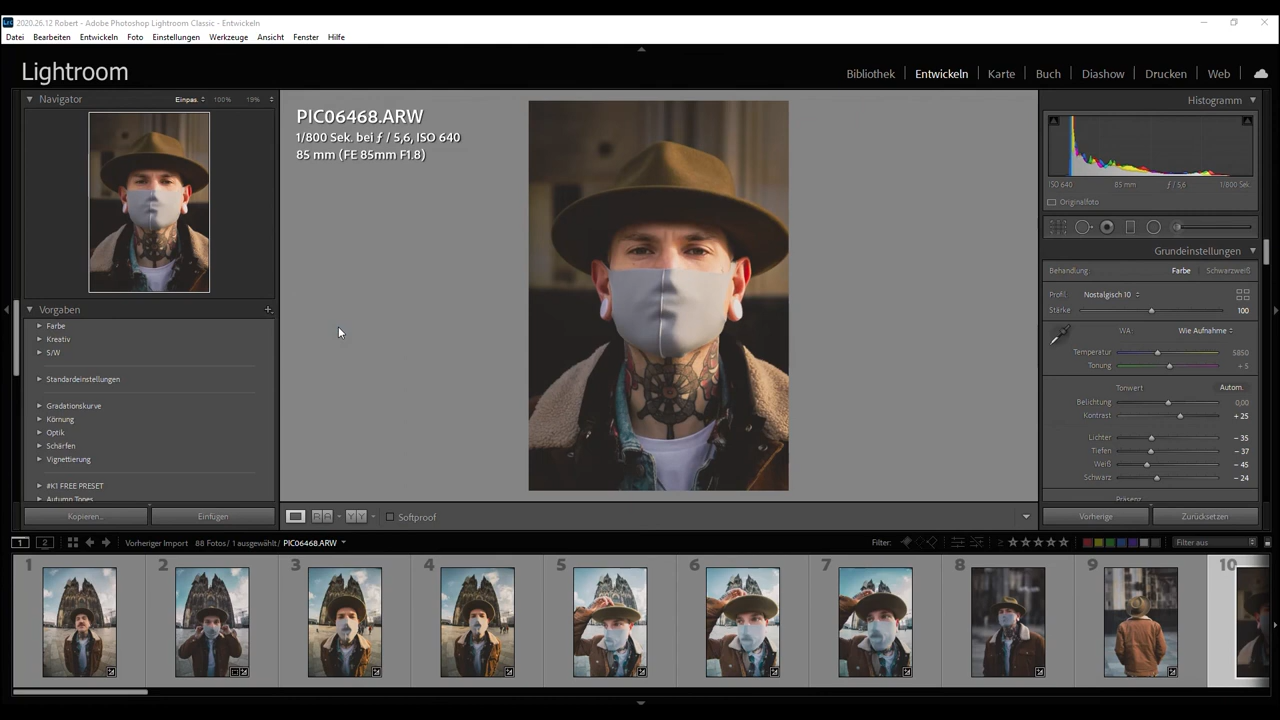 2020.26.12 Robert - Adobe Photoshop Lightroom Classic - Entwickeln
Datei Bearbeiten Entwickeln Foto Einstellungen Werkzeuge Ansicht Fenster Hilfe
Lightroom
Bibliothek | Entwickeln | Karte | Buch | Diashow | Drucken | Web
Navigator Einpas. 100% 19%
PIC06468.ARW
1/800 Sek. bei ƒ / 5,6, ISO 640
85 mm (FE 85mm F1.8)
Vorgaben +
Farbe
Kreativ
S/W
Standardeinstellungen
Gradationskurve
Körnung
Optik
Schärfen
Vignettierung
#K1 FREE PRESET
Autumn Tones
Kopieren... Einfügen
Softproof
Histogramm
ISO 640 85 mm ƒ / 5,6 1/800 Sek.
Originalfoto
Grundeinstellungen
Behandlung: Farbe | Schwarzweiß
Profil: Nostalgisch 10
Stärke 100
WA: Wie Aufnahme
Temperatur 5850
Tonung + 5
Tonwert Autom.
Belichtung 0,00
Kontrast + 25
Lichter – 35
Tiefen – 37
Weiß – 45
Schwarz – 24
Präsenz
Vorherige Zurücksetzen
1 2 Vorheriger Import 88 Fotos/ 1 ausgewählt/ PIC06468.ARW Filter: ≥ Filter aus
1 2 3 4 5 6 7 8 9 10